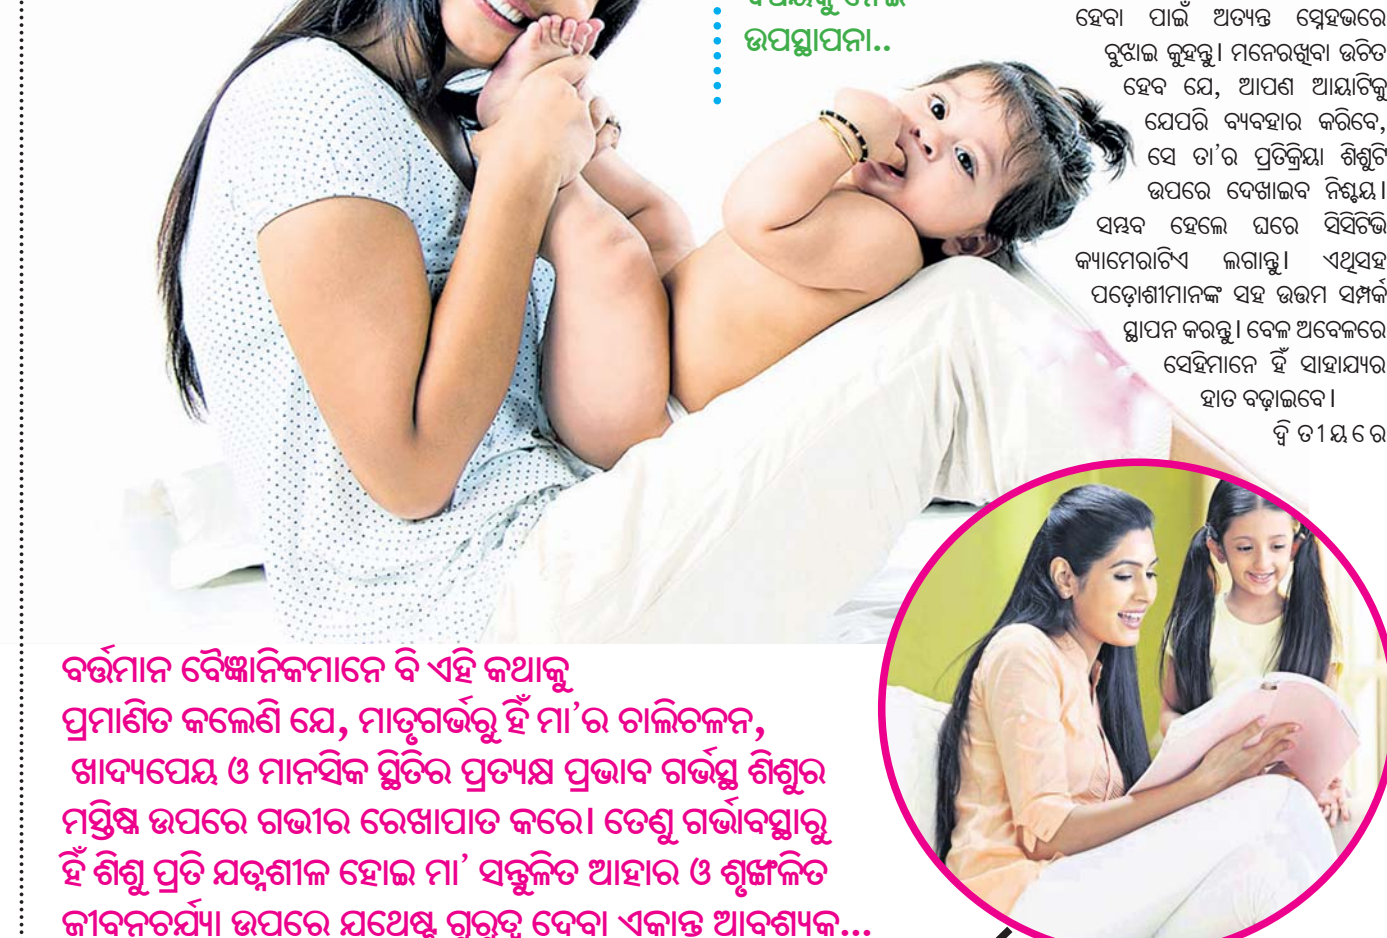 ଉପସ୍ଥାପନା..
ହେବା ପାଇଁ ଅତ୍ୟନ୍ତ ସ୍ନେହଭରେ
ବୁଝାଇ କୁହନ୍ତୁ। ମନେରଖିବା ଉଚିତ
ହେବ ଯେ, ଆପଣ ଆୟାଟିକୁ
ଯେପରି ବ୍ୟବହାର କରିବେ,
ସେ ତା’ର ପ୍ରତିକ୍ରିୟା ଶିଶୁଟି
ଉପରେ ଦେଖାଇବ ନିଶ୍ଚୟ।
ସମ୍ଭବ ହେଲେ ଘରେ ସିସିଟିଭି
କ୍ୟାମେରାଟିଏ ଲଗାନ୍ତୁ। ଏଥିସହ
ପଡ଼ୋଶୀମାନଙ୍କ ସହ ଉତ୍ତମ ସମ୍ପର୍କ
ସ୍ଥାପନ କରନ୍ତୁ। ବେଳ ଅବେଳରେ
ସେହିମାନେ ହିଁ ସାହାଯ୍ୟର
ହାତ ବଢ଼ାଇବେ।
ଦ୍ୱିତୀୟରେ
ବର୍ତ୍ତମାନ ବୈଜ୍ଞାନିକମାନେ ବି ଏହି କଥାକୁ
ପ୍ରମାଣିତ କଲେଣି ଯେ, ମାତୃଗର୍ଭରୁ ହିଁ ମା’ର ଚାଲିଚଳନ,
ଖାଦ୍ୟପେୟ ଓ ମାନସିକ ସ୍ଥିତିର ପ୍ରତ୍ୟକ୍ଷ ପ୍ରଭାବ ଗର୍ଭସ୍ଥ ଶିଶୁର
ମସ୍ତିଷ୍କ ଉପରେ ଗଭୀର ରେଖାପାତ କରେ। ତେଣୁ ଗର୍ଭାବସ୍ଥାରୁ
ହିଁ ଶିଶୁ ପ୍ରତି ଯତ୍ନଶୀଳ ହୋଇ ମା’ ସନ୍ତୁଳିତ ଆହାର ଓ ଶୃଙ୍ଖଳିତ
ଜୀବନଚର୍ଯ୍ୟା ଉପରେ ଯଥେଷ୍ଟ ଗୁରୁତ୍ୱ ଦେବା ଏକାନ୍ତ ଆବଶ୍ୟକ...